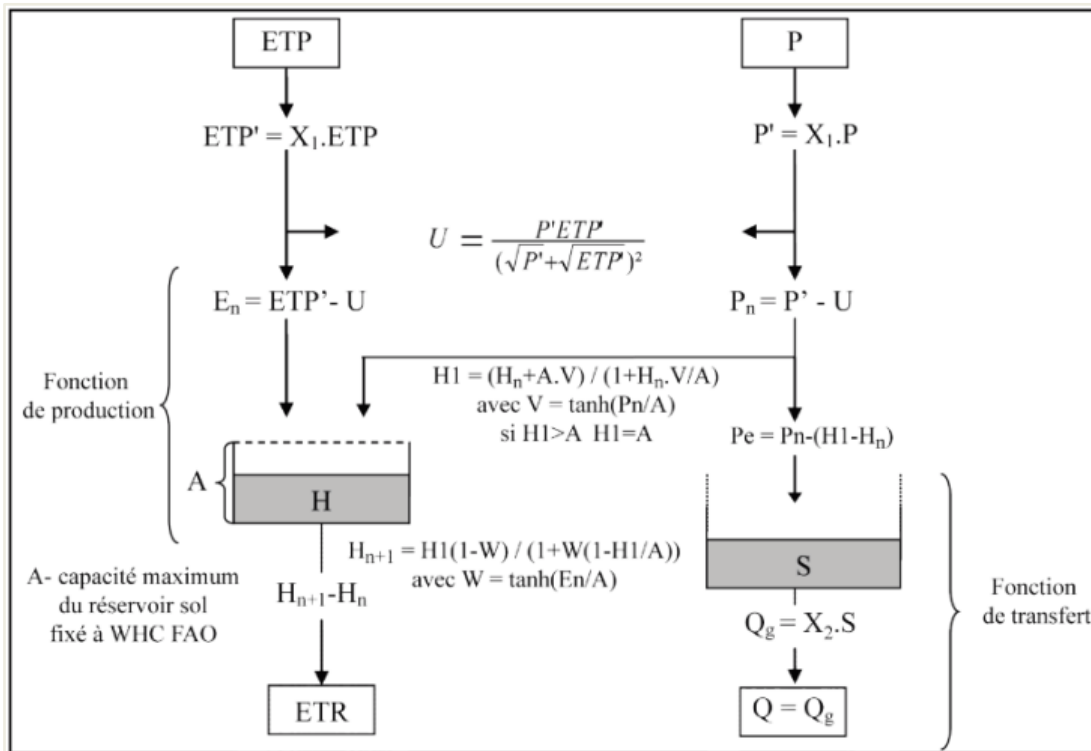 ETP
P
ETP' = X₁.ETP
P' = X₁.P
U = P'ETP' / (√P'+√ETP')²
Eₙ = ETP’- U
Pₙ = P’ - U
Fonction
de production
H1 = (Hₙ+A.V) / (1+Hₙ.V/A)
avec V = tanh(Pn/A)
si H1>A H1=A
Pe = Pn-(H1-Hₙ)
A
H
Hₙ₊₁ = H1(1-W) / (1+W(1-H1/A))
avec W = tanh(En/A)
S
A- capacité maximum
du réservoir sol
fixé à WHC FAO
Hₙ₊₁-Hₙ
Q_g = X₂.S
Fonction
de transfert
ETR
Q = Q_g